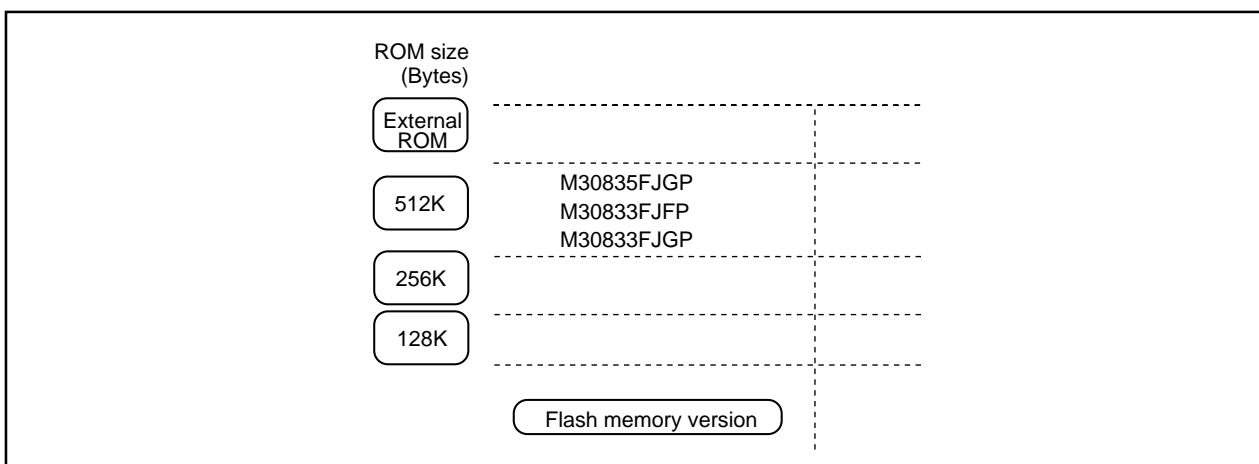 ROM size
(Bytes)
External
ROM
512K
M30835FJGP
M30833FJFP
M30833FJGP
256K
128K
Flash memory version